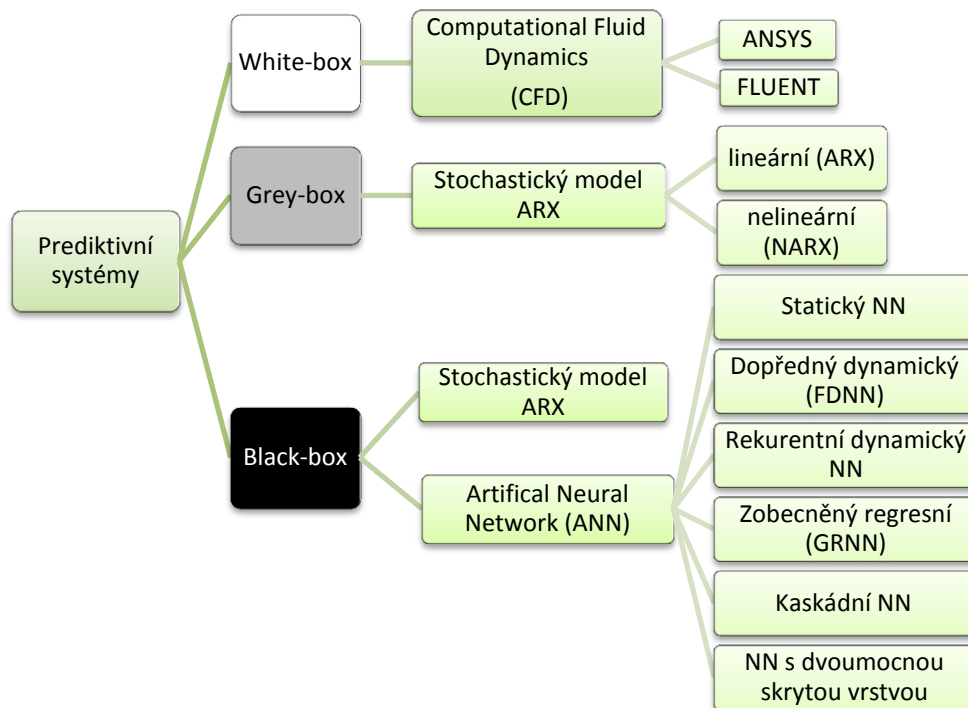 Prediktivní
systémy
White-box
Computational Fluid
Dynamics
(CFD)
ANSYS
FLUENT
Grey-box
Stochastický model
ARX
lineární (ARX)
nelineární
(NARX)
Black-box
Stochastický model
ARX
Artifical Neural
Network (ANN)
Statický NN
Dopředný dynamický
(FDNN)
Rekurentní dynamický
NN
Zobecněný regresní
(GRNN)
Kaskádní NN
NN s dvoumocnou
skrytou vrstvou